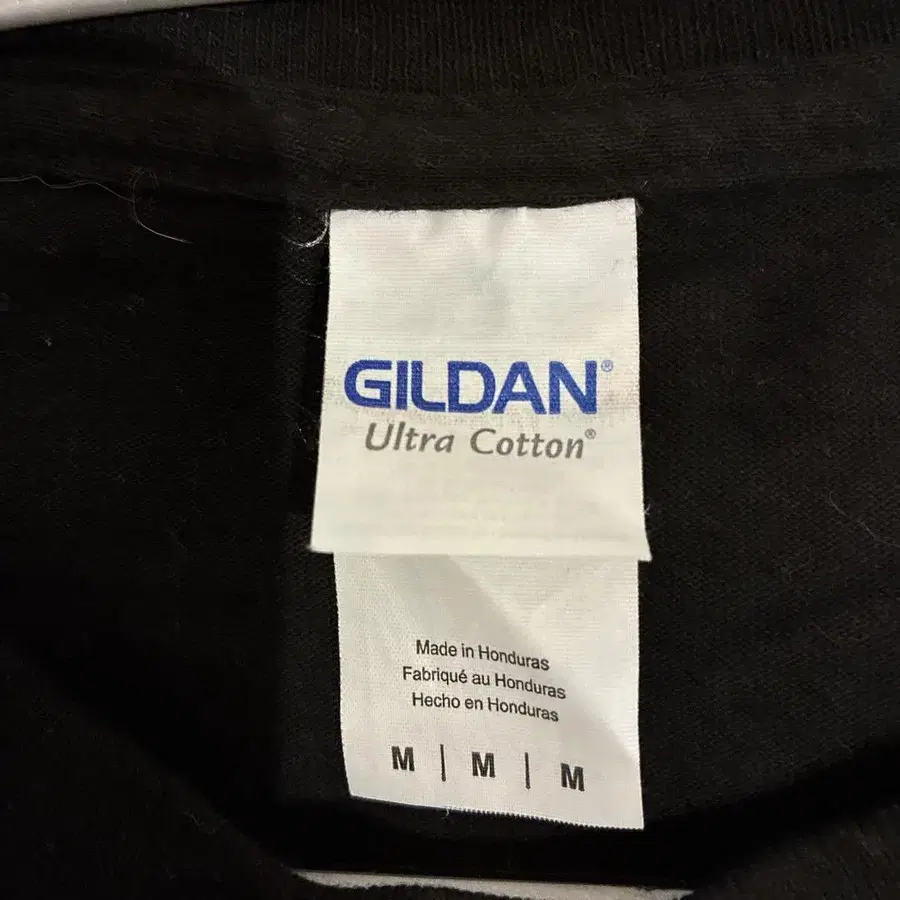 GILDAN®
Ultra Cotton®
Made in Honduras
Fabriqué au Honduras
Hecho en Honduras
M | M | M